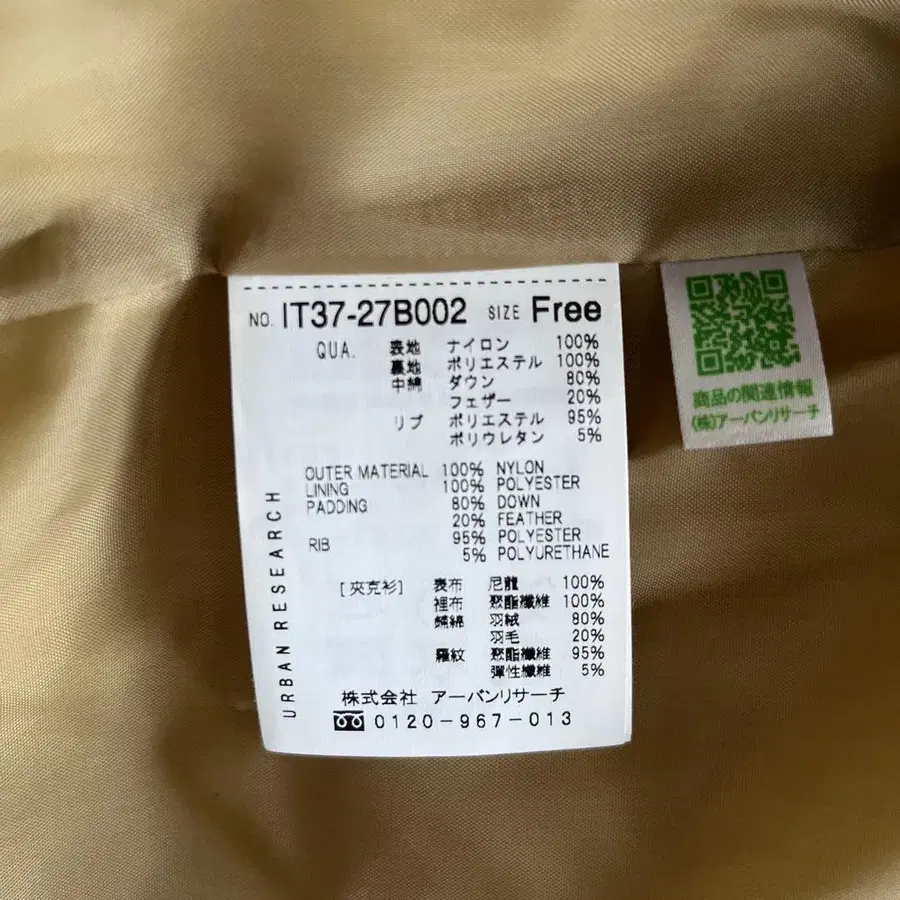 NO. IT37-27B002 SIZE Free
QUA. 表地 ナイロン 100%
裏地 ポリエステル 100%
中綿 ダウン 80%
フェザー 20%
リブ ポリエステル 95%
ポリウレタン 5%
OUTER MATERIAL 100% NYLON
LINING 100% POLYESTER
PADDING 80% DOWN
20% FEATHER
RIB 95% POLYESTER
5% POLYURETHANE
[夾克衫] 表布 尼龍 100%
裡布 聚酯纖維 100%
鋪綿 羽絨 80%
羽毛 20%
羅紋 聚酯纖維 95%
彈性纖維 5%
株式会社 アーバンリサーチ
0120-967-013
URBAN RESEARCH
商品の関連情報
(株)アーバンリサーチ